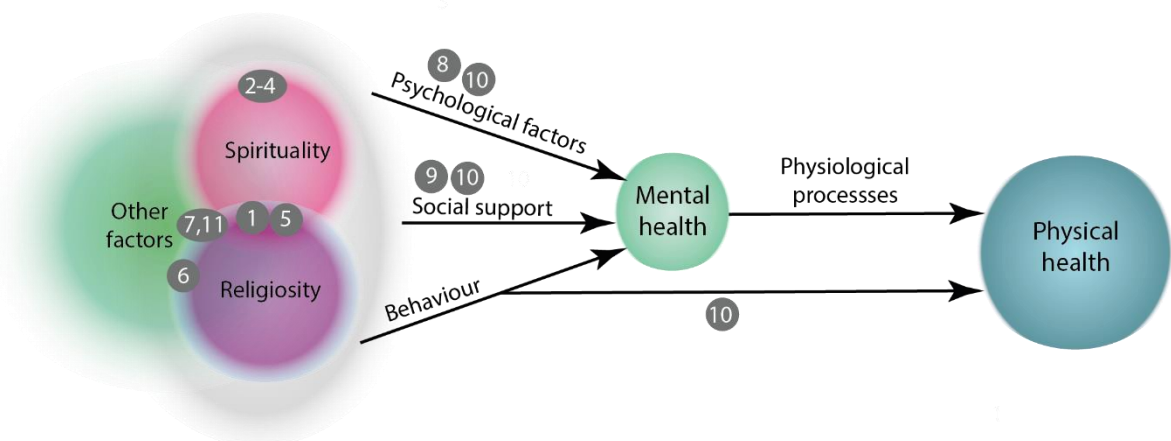 8
10
Psychological factors
2-4
Spirituality
9 10
Social support
Other
factors
7,11
1
5
6
Religiosity
Behaviour
Mental
health
Physiological
processses
10
Physical
health